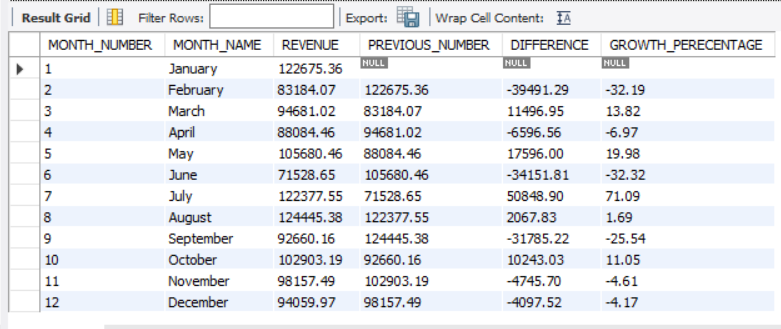 Result Grid Filter Rows: Export: Wrap Cell Content: IA
MONTH_NUMBER MONTH_NAME REVENUE PREVIOUS_NUMBER DIFFERENCE GROWTH_PERECENTAGE
1 January 122675.36 NULL NULL NULL
2 February 83184.07 122675.36 -39491.29 -32.19
3 March 94681.02 83184.07 11496.95 13.82
4 April 88084.46 94681.02 -6596.56 -6.97
5 May 105680.46 88084.46 17596.00 19.98
6 June 71528.65 105680.46 -34151.81 -32.32
7 July 122377.55 71528.65 50848.90 71.09
8 August 124445.38 122377.55 2067.83 1.69
9 September 92660.16 124445.38 -31785.22 -25.54
10 October 102903.19 92660.16 10243.03 11.05
11 November 98157.49 102903.19 -4745.70 -4.61
12 December 94059.97 98157.49 -4097.52 -4.17